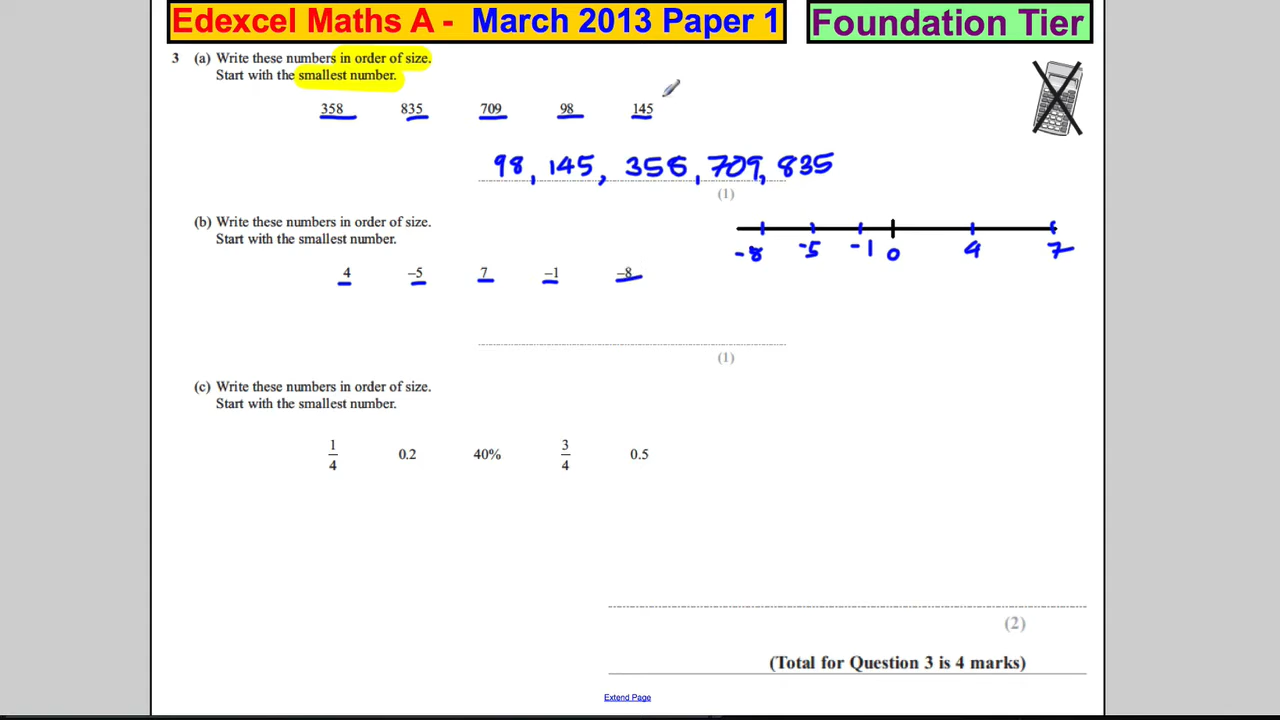 Edexcel Maths A - March 2013 Paper 1
Foundation Tier
3 (a) Write these numbers in order of size.
Start with the smallest number.
358 835 709 98 145
98, 145, 358, 709, 835
(1)
(b) Write these numbers in order of size.
Start with the smallest number.
-8 -5 -1 0 4 7
4 –5 7 –1 –8
(1)
(c) Write these numbers in order of size.
Start with the smallest number.
1/4 0.2 40% 3/4 0.5
(2)
(Total for Question 3 is 4 marks)
Extend Page